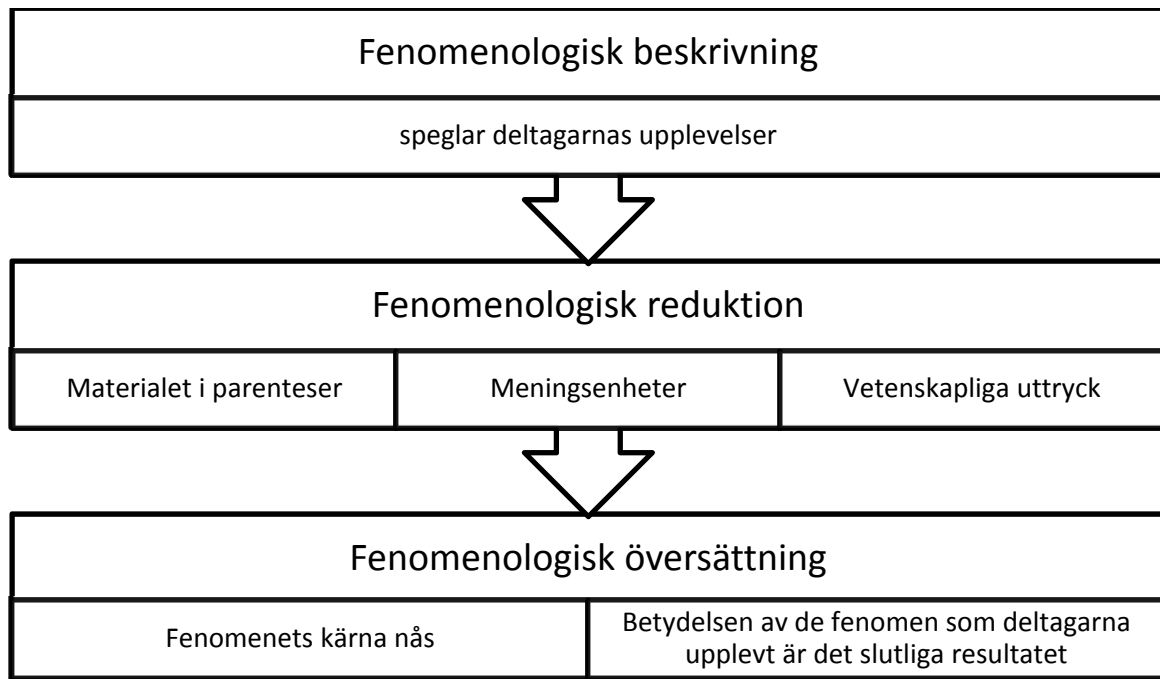 Fenomenologisk beskrivning
speglar deltagarnas upplevelser
Fenomenologisk reduktion
Materialet i parenteser
Meningsenheter
Vetenskapliga uttryck
Fenomenologisk översättning
Fenomenets kärna nås
Betydelsen av de fenomen som deltagarna
upplevt är det slutliga resultatet